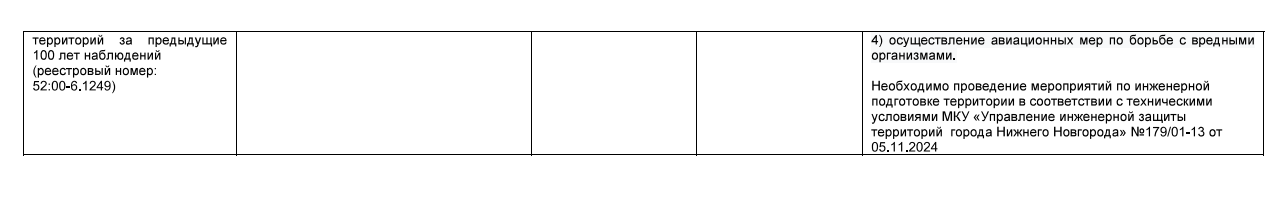 территорий за предыдущие
100 лет наблюдений
(реестровый номер:
52:00-6.1249)
4) осуществление авиационных мер по борьбе с вредными
организмами.
Необходимо проведение мероприятий по инженерной
подготовке территории в соответствии с техническими
условиями МКУ «Управление инженерной защиты
территорий города Нижнего Новгорода» №179/01-13 от
05.11.2024